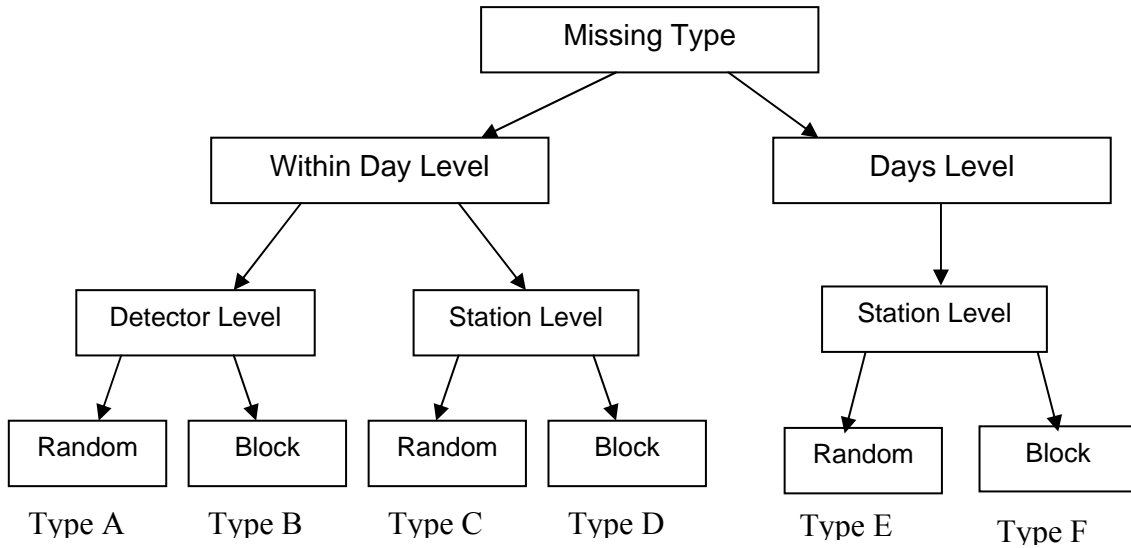 Missing Type
Within Day Level
Days Level
Detector Level
Station Level
Station Level
Random
Block
Random
Block
Random
Block
Type A
Type B
Type C
Type D
Type E
Type F